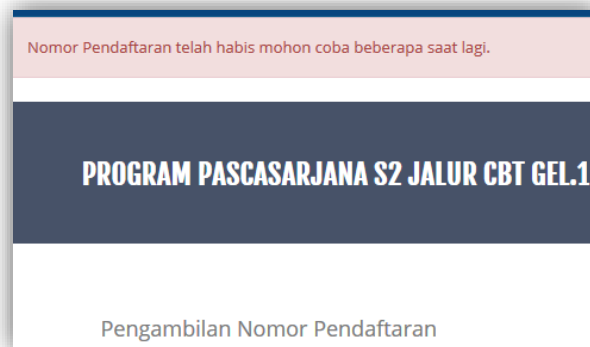 Nomor Pendaftaran telah habis mohon coba beberapa saat lagi.
PROGRAM PASCASARJANA S2 JALUR CBT GEL.1
Pengambilan Nomor Pendaftaran